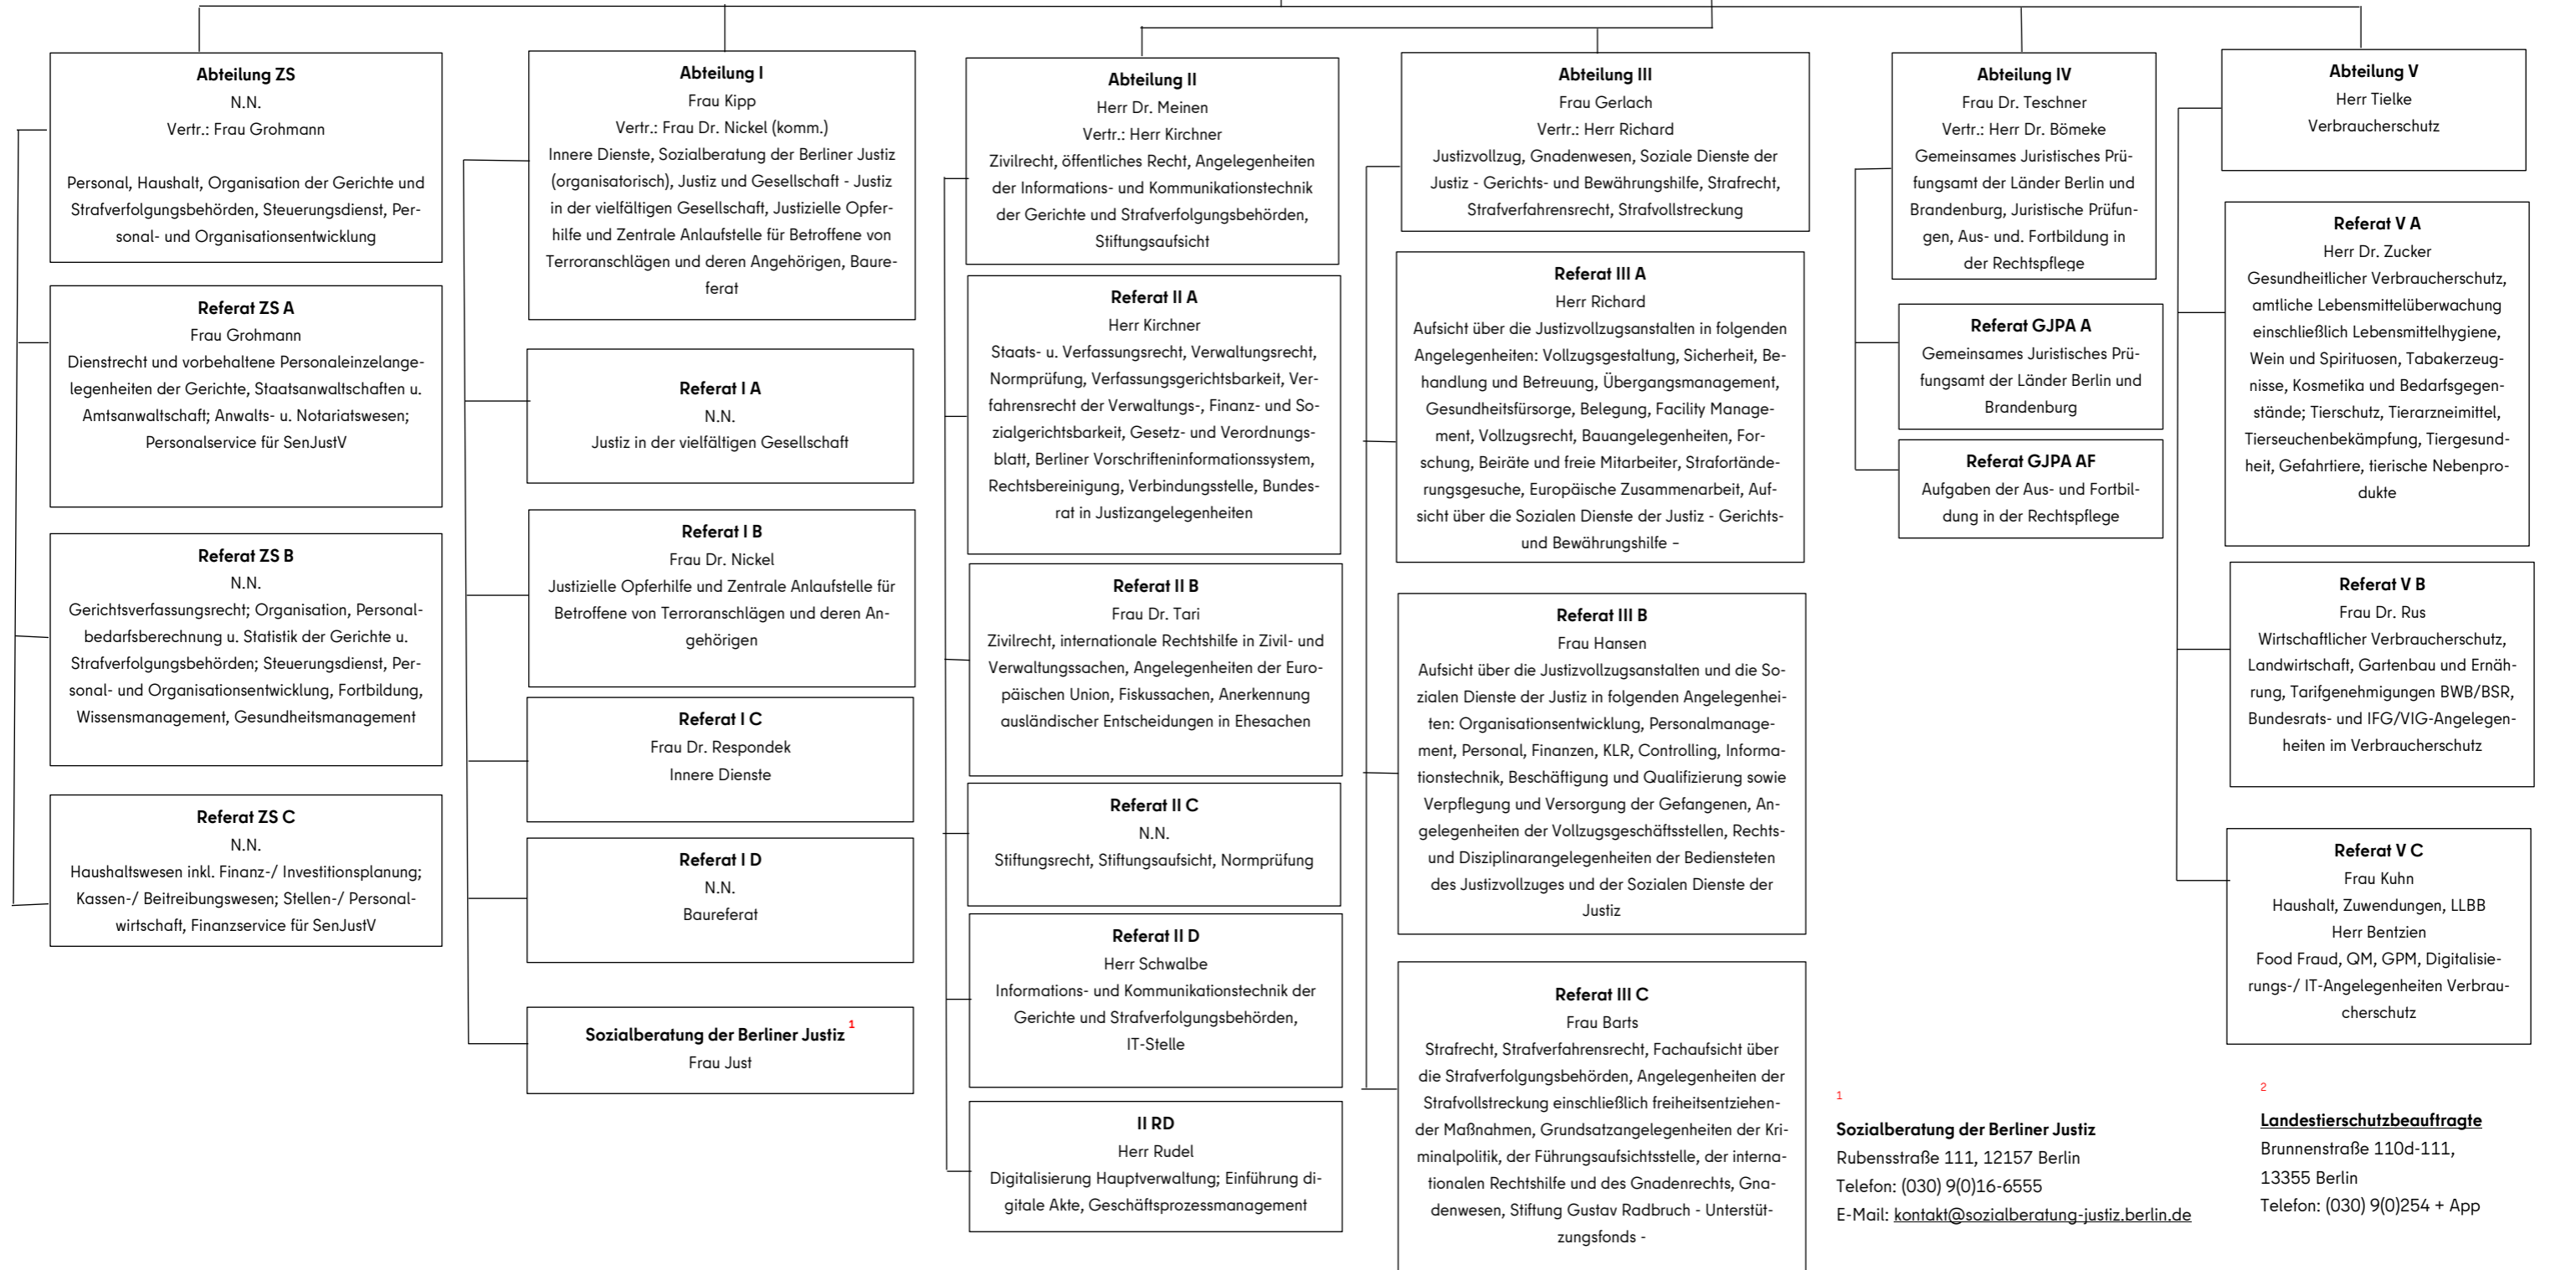 Abteilung ZS
N.N.
Vertr.: Frau Grohmann
Personal, Haushalt, Organisation der Gerichte und
Strafverfolgungsbehörden, Steuerungsdienst, Per-
sonal- und Organisationsentwicklung
Referat ZS A
Frau Grohmann
Dienstrecht und vorbehaltene Personaleinzelange-
legenheiten der Gerichte, Staatsanwaltschaften u.
Amtsanwaltschaft; Anwalts- u. Notariatswesen;
Personalservice für SenJustV
Referat ZS B
N.N.
Gerichtsverfassungsrecht; Organisation, Personal-
bedarfsberechnung u. Statistik der Gerichte u.
Strafverfolgungsbehörden; Steuerungsdienst, Per-
sonal- und Organisationsentwicklung, Fortbildung,
Wissensmanagement, Gesundheitsmanagement
Referat ZS C
N.N.
Haushaltswesen inkl. Finanz-/ Investitionsplanung;
Kassen-/ Beitreibungswesen; Stellen-/ Personal-
wirtschaft, Finanzservice für SenJustV
Abteilung I
Frau Kipp
Vertr.: Frau Dr. Nickel (komm.)
Innere Dienste, Sozialberatung der Berliner Justiz
(organisatorisch), Justiz und Gesellschaft - Justiz
in der vielfältigen Gesellschaft, Justizielle Opfer-
hilfe und Zentrale Anlaufstelle für Betroffene von
Terroranschlägen und deren Angehörigen, Baure-
ferat
Referat I A
N.N.
Justiz in der vielfältigen Gesellschaft
Referat I B
Frau Dr. Nickel
Justizielle Opferhilfe und Zentrale Anlaufstelle für
Betroffene von Terroranschlägen und deren An-
gehörigen
Referat I C
Frau Dr. Respondek
Innere Dienste
Referat I D
N.N.
Baureferat
Sozialberatung der Berliner Justiz 1
Frau Just
Abteilung II
Herr Dr. Meinen
Vertr.: Herr Kirchner
Zivilrecht, öffentliches Recht, Angelegenheiten
der Informations- und Kommunikationstechnik
der Gerichte und Strafverfolgungsbehörden,
Stiftungsaufsicht
Referat II A
Herr Kirchner
Staats- u. Verfassungsrecht, Verwaltungsrecht,
Normprüfung, Verfassungsgerichtsbarkeit, Ver-
fahrensrecht der Verwaltungs-, Finanz- und So-
zialgerichtsbarkeit, Gesetz- und Verordnungs-
blatt, Berliner Vorschrifteninformationssystem,
Rechtsbereinigung, Verbindungsstelle, Bundes-
rat in Justizangelegenheiten
Referat II B
Frau Dr. Tari
Zivilrecht, internationale Rechtshilfe in Zivil- und
Verwaltungssachen, Angelegenheiten der Euro-
päischen Union, Fiskussachen, Anerkennung
ausländischer Entscheidungen in Ehesachen
Referat II C
N.N.
Stiftungsrecht, Stiftungsaufsicht, Normprüfung
Referat II D
Herr Schwalbe
Informations- und Kommunikationstechnik der
Gerichte und Strafverfolgungsbehörden,
IT-Stelle
II RD
Herr Rudel
Digitalisierung Hauptverwaltung; Einführung di-
gitale Akte, Geschäftsprozessmanagement
Abteilung III
Frau Gerlach
Vertr.: Herr Richard
Justizvollzug, Gnadenwesen, Soziale Dienste der
Justiz - Gerichts- und Bewährungshilfe, Strafrecht,
Strafverfahrensrecht, Strafvollstreckung
Referat III A
Herr Richard
Aufsicht über die Justizvollzugsanstalten in folgenden
Angelegenheiten: Vollzugsgestaltung, Sicherheit, Be-
handlung und Betreuung, Übergangsmanagement,
Gesundheitsfürsorge, Belegung, Facility Manage-
ment, Vollzugsrecht, Bauangelegenheiten, For-
schung, Beiräte und freie Mitarbeiter, Strafortände-
rungsgesuche, Europäische Zusammenarbeit, Auf-
sicht über die Sozialen Dienste der Justiz - Gerichts-
und Bewährungshilfe –
Referat III B
Frau Hansen
Aufsicht über die Justizvollzugsanstalten und die So-
zialen Dienste der Justiz in folgenden Angelegenhei-
ten: Organisationsentwicklung, Personalmanage-
ment, Personal, Finanzen, KLR, Controlling, Informa-
tionstechnik, Beschäftigung und Qualifizierung sowie
Verpflegung und Versorgung der Gefangenen, An-
gelegenheiten der Vollzugsgeschäftsstellen, Rechts-
und Disziplinarangelegenheiten der Bediensteten
des Justizvollzuges und der Sozialen Dienste der
Justiz
Referat III C
Frau Barts
Strafrecht, Strafverfahrensrecht, Fachaufsicht über
die Strafverfolgungsbehörden, Angelegenheiten der
Strafvollstreckung einschließlich freiheitsentziehen-
der Maßnahmen, Grundsatzangelegenheiten der Kri-
minalpolitik, der Führungsaufsichtsstelle, der interna-
tionalen Rechtshilfe und des Gnadenrechts, Gna-
denwesen, Stiftung Gustav Radbruch - Unterstüt-
zungsfonds -
Abteilung IV
Frau Dr. Teschner
Vertr.: Herr Dr. Bömeke
Gemeinsames Juristisches Prü-
fungsamt der Länder Berlin und
Brandenburg, Juristische Prüfun-
gen, Aus- und. Fortbildung in
der Rechtspflege
Referat GJPA A
Gemeinsames Juristisches Prü-
fungsamt der Länder Berlin und
Brandenburg
Referat GJPA AF
Aufgaben der Aus- und Fortbil-
dung in der Rechtspflege
Abteilung V
Herr Tielke
Verbraucherschutz
Referat V A
Herr Dr. Zucker
Gesundheitlicher Verbraucherschutz,
amtliche Lebensmittelüberwachung
einschließlich Lebensmittelhygiene,
Wein und Spirituosen, Tabakerzeug-
nisse, Kosmetika und Bedarfsgegen-
stände; Tierschutz, Tierarzneimittel,
Tierseuchenbekämpfung, Tiergesund-
heit, Gefahrtiere, tierische Nebenpro-
dukte
Referat V B
Frau Dr. Rus
Wirtschaftlicher Verbraucherschutz,
Landwirtschaft, Gartenbau und Ernäh-
rung, Tarifgenehmigungen BWB/BSR,
Bundesrats- und IFG/VIG-Angelegen-
heiten im Verbraucherschutz
Referat V C
Frau Kuhn
Haushalt, Zuwendungen, LLBB
Herr Bentzien
Food Fraud, QM, GPM, Digitalisie-
rungs-/ IT-Angelegenheiten Verbrau-
cherschutz
1
Sozialberatung der Berliner Justiz
Rubensstraße 111, 12157 Berlin
Telefon: (030) 9(0)16-6555
E-Mail: kontakt@sozialberatung-justiz.berlin.de
2
Landestierschutzbeauftragte
Brunnenstraße 110d-111,
13355 Berlin
Telefon: (030) 9(0)254 + App